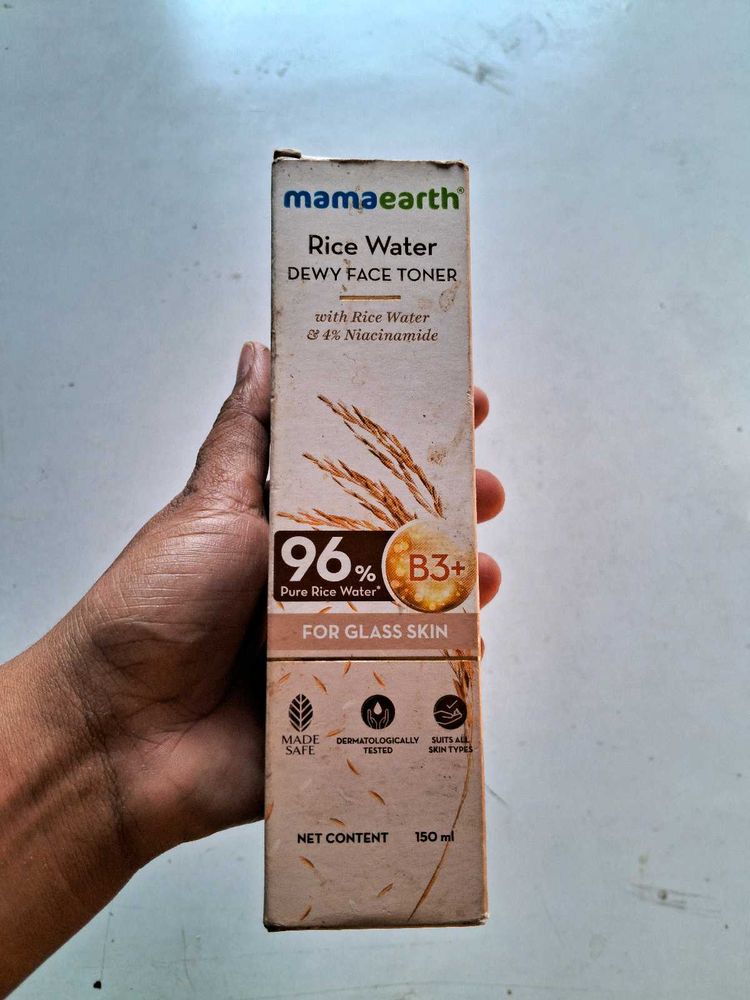 mamaearth®
Rice Water
DEWY FACE TONER
with Rice Water
& 4% Niacinamide
96%
Pure Rice Water*
B3+
FOR GLASS SKIN
MADE
SAFE
DERMATOLOGICALLY
TESTED
SUITS ALL
SKIN TYPES
NET CONTENT 150 ml